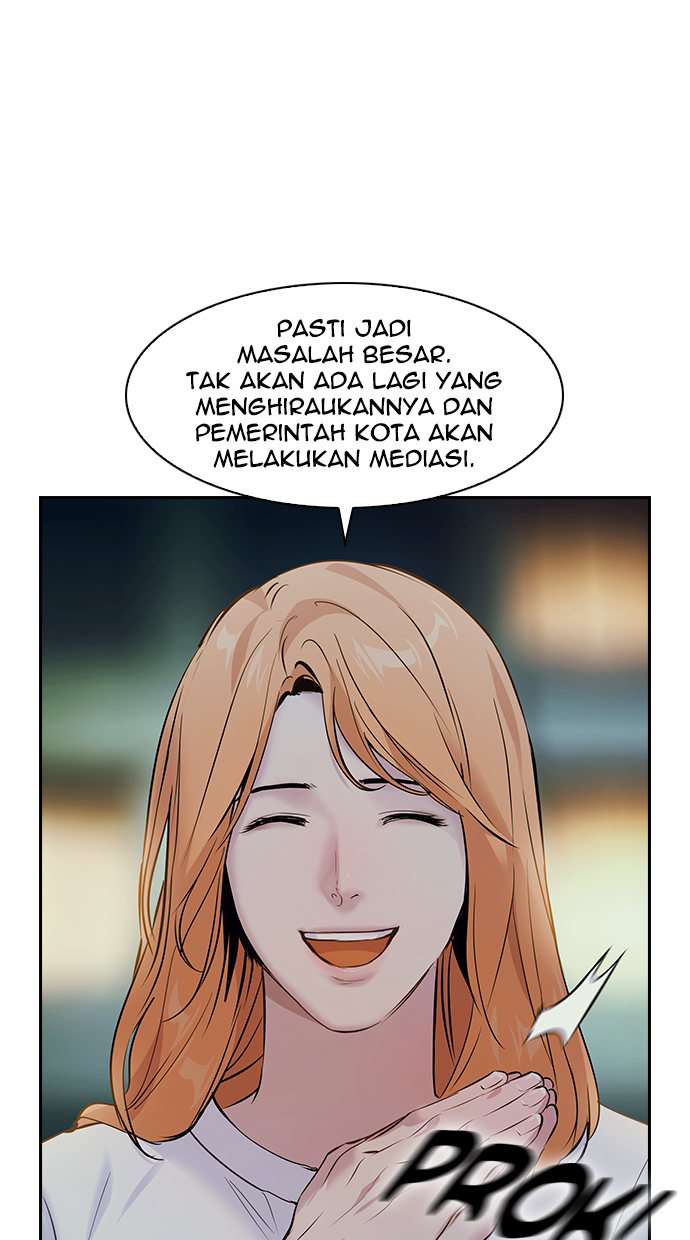 PASTI JADI
MASALAH BESAR.
TAK AKAN ADA LAGI YANG
MENGHIRAUKANNYA DAN
PEMERINTAH KOTA AKAN
MELAKUKAN MEDIASI.
PROK!